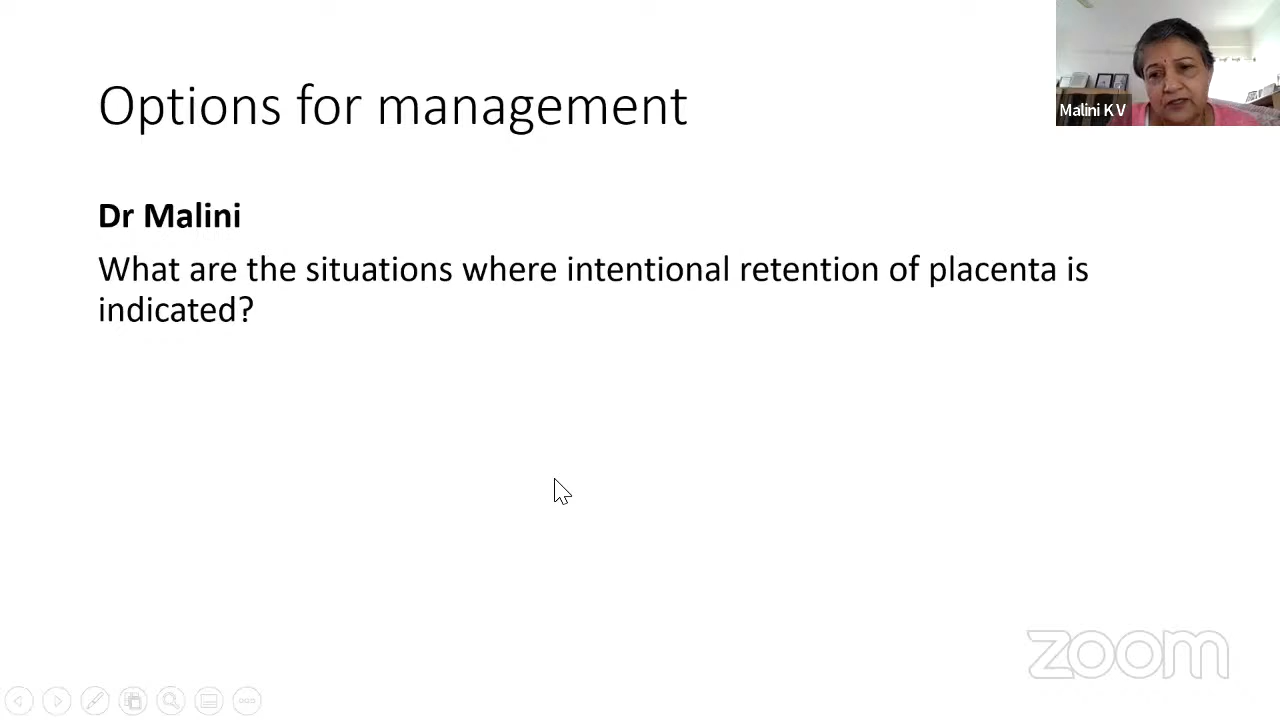 Options for management
Malini K V
Dr Malini
What are the situations where intentional retention of placenta is
indicated?
zoom